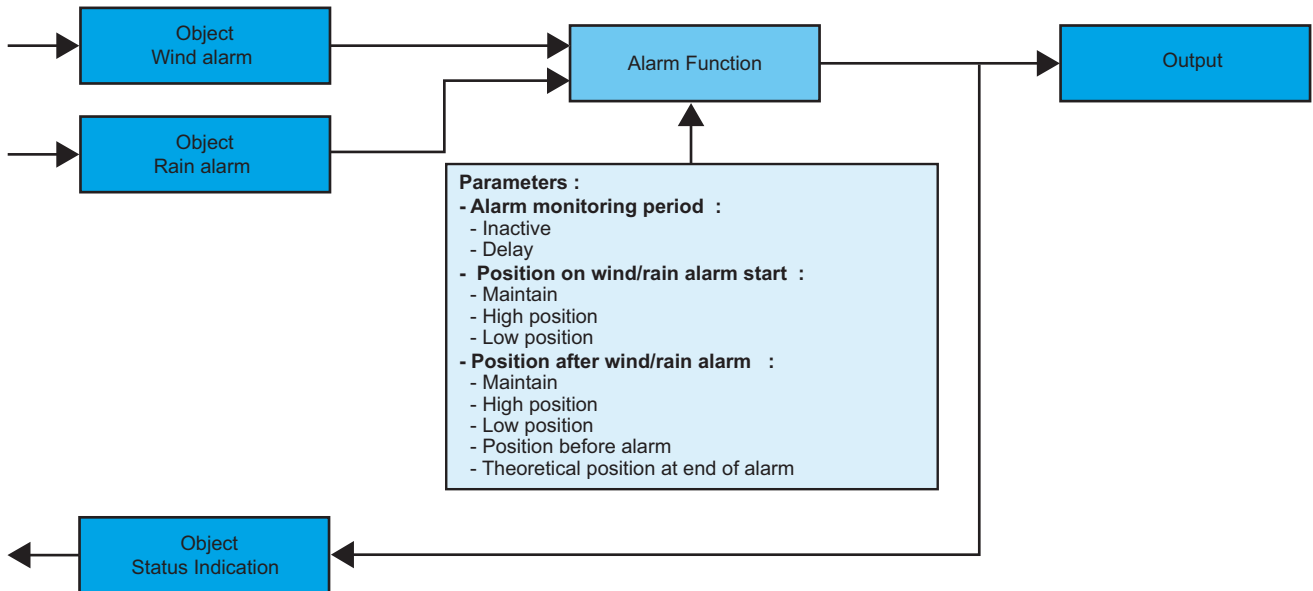 Object
Wind alarm
Alarm Function
Output
Object
Rain alarm
Parameters :
- Alarm monitoring period :
- Inactive
- Delay
- Position on wind/rain alarm start :
- Maintain
- High position
- Low position
- Position after wind/rain alarm :
- Maintain
- High position
- Low position
- Position before alarm
- Theoretical position at end of alarm
Object
Status Indication